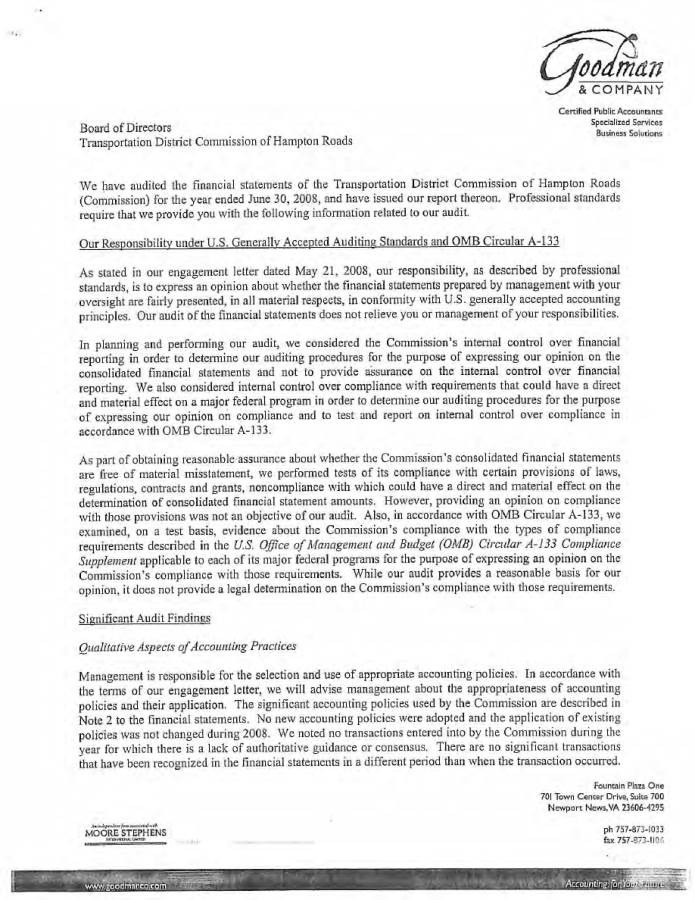 Goodman
& COMPANY
Certified Public Accountants
Specialized Services
Business Solutions
Board of Directors
Transportation District Commission of Hampton Roads
We have audited the financial statements of the Transportation District Commission of Hampton Roads
(Commission) for the year ended June 30, 2008, and have issued our report thereon. Professional standards
require that we provide you with the following information related to our audit.
Our Responsibility under U.S. Generally Accepted Auditing Standards and OMB Circular A-133
As stated in our engagement letter dated May 21, 2008, our responsibility, as described by professional
standards, is to express an opinion about whether the financial statements prepared by management with your
oversight are fairly presented, in all material respects, in conformity with U.S. generally accepted accounting
principles. Our audit of the financial statements does not relieve you or management of your responsibilities.
In planning and performing our audit, we considered the Commission's internal control over financial
reporting in order to determine our auditing procedures for the purpose of expressing our opinion on the
consolidated financial statements and not to provide assurance on the internal control over financial
reporting. We also considered internal control over compliance with requirements that could have a direct
and material effect on a major federal program in order to determine our auditing procedures for the purpose
of expressing our opinion on compliance and to test and report on internal control over compliance in
accordance with OMB Circular A-133.
As part of obtaining reasonable assurance about whether the Commission's consolidated financial statements
are free of material misstatement, we performed tests of its compliance with certain provisions of laws,
regulations, contracts and grants, noncompliance with which could have a direct and material effect on the
determination of consolidated financial statement amounts. However, providing an opinion on compliance
with those provisions was not an objective of our audit. Also, in accordance with OMB Circular A-133, we
examined, on a test basis, evidence about the Commission's compliance with the types of compliance
requirements described in the U.S. Office of Management and Budget (OMB) Circular A-133 Compliance
Supplement applicable to each of its major federal programs for the purpose of expressing an opinion on the
Commission's compliance with those requirements. While our audit provides a reasonable basis for our
opinion, it does not provide a legal determination on the Commission's compliance with those requirements.
Significant Audit Findings
Qualitative Aspects of Accounting Practices
Management is responsible for the selection and use of appropriate accounting policies. In accordance with
the terms of our engagement letter, we will advise management about the appropriateness of accounting
policies and their application. The significant accounting policies used by the Commission are described in
Note 2 to the financial statements. No new accounting policies were adopted and the application of existing
policies was not changed during 2008. We noted no transactions entered into by the Commission during the
year for which there is a lack of authoritative guidance or consensus. There are no significant transactions
that have been recognized in the financial statements in a different period than when the transaction occurred.
Fountain Plaza One
701 Town Center Drive, Suite 700
Newport News, VA 23606-4295
An independent firm associated with
MOORE STEPHENS
INTERNATIONAL LIMITED
ph 757-873-1033
fax 757-873-1106
www.goodmanco.com
Accounting for Your Future